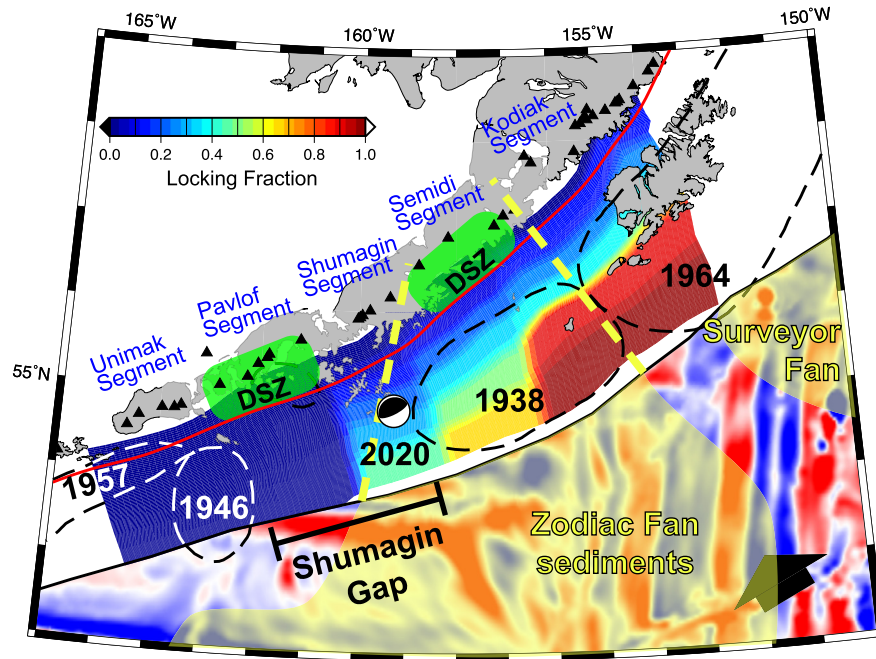 165˚W
160˚W
155˚W
150˚W
0.0 0.2 0.4 0.6 0.8 1.0
Locking Fraction
Kodiak
Segment
Semidi
Segment
Shumagin
Segment
Pavlof
Segment
Unimak
Segment
DSZ
DSZ
55˚N
1964
Surveyor
Fan
1938
2020
1957
1946
Shumagin
Gap
Zodiac Fan
sediments